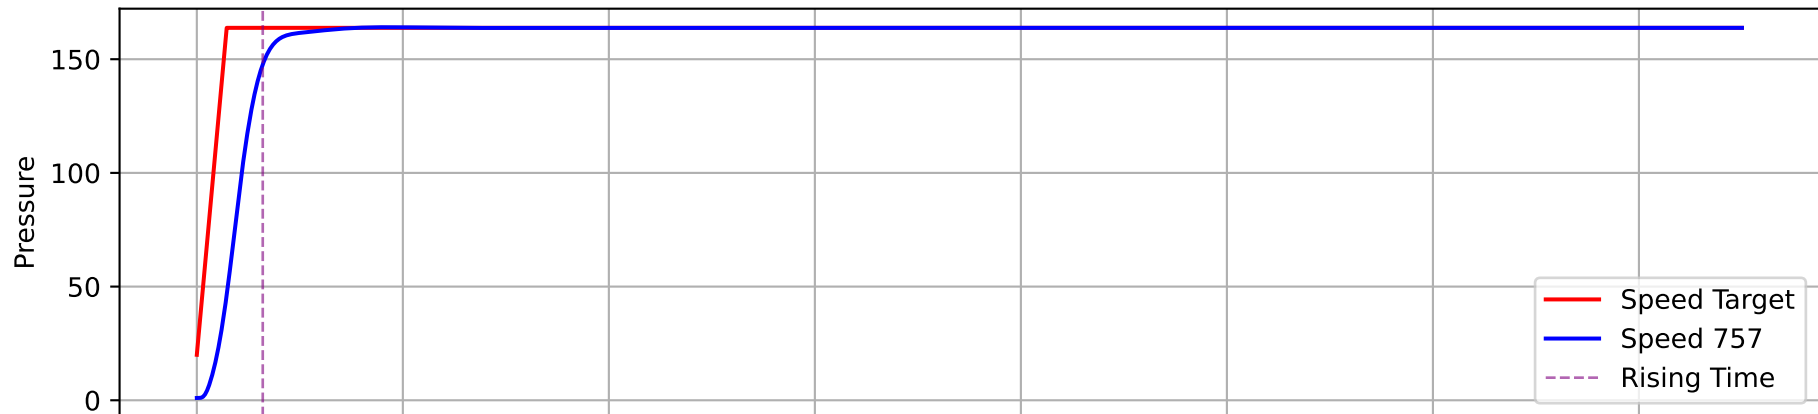 Pressure
150
100
50
0
Speed Target
Speed 757
Rising Time